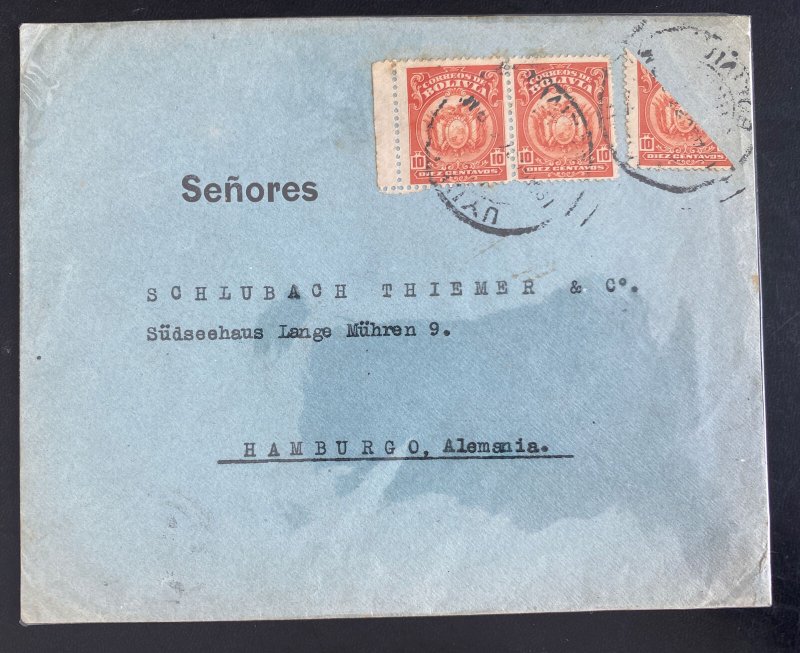 CORREOS DE
BOLIVIA
10 10
DIEZ CENTAVOS
CORREOS DE
BOLIVIA
10 10
DIEZ CENTAVOS
10 10
DIEZ CENTAVOS
Señores
SCHLUBACH THIEMER & Cº.
Südseehaus Lange Mühren 9.
HAMBURGO, Alemania.